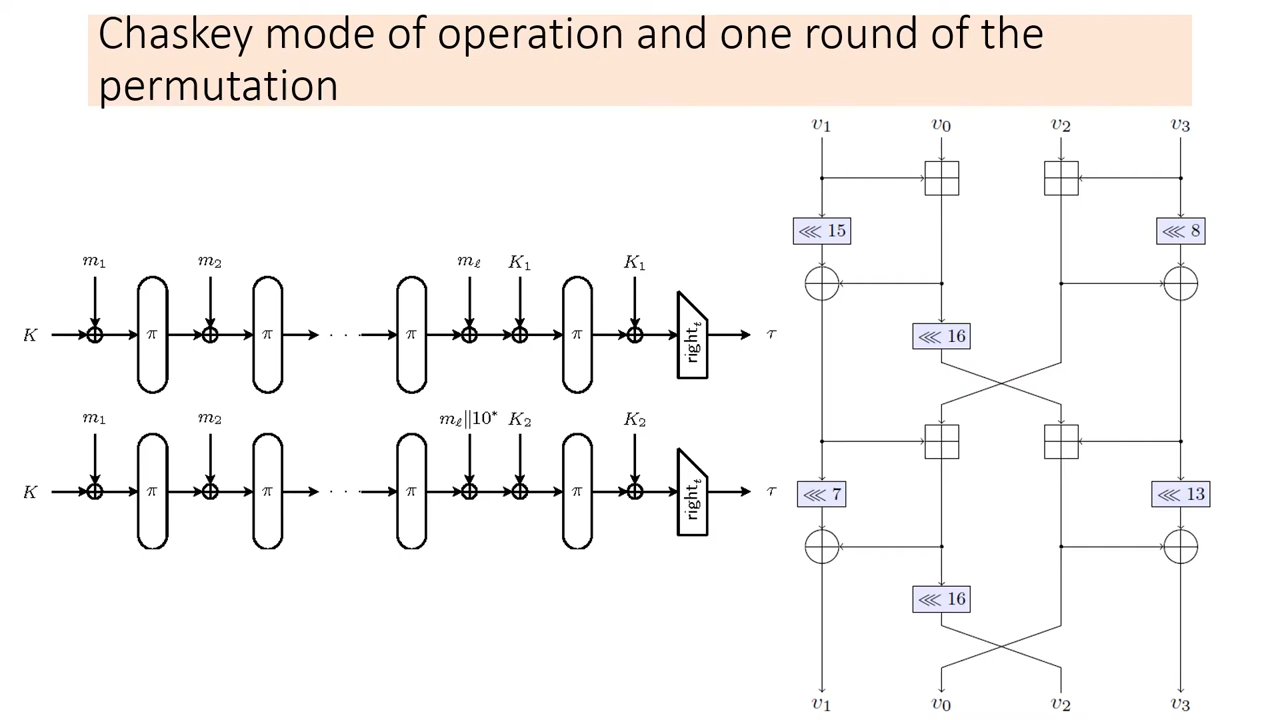 Chaskey mode of operation and one round of the
permutation
m₁ m₂ mℓ K₁ K₁
K π π · · · π π rightₜ τ
m₁ m₂ mℓ||10* K₂ K₂
K π π · · · π π rightₜ τ
v₁ v₀ v₂ v₃
⋘ 15 ⋘ 8
⋘ 16
⋘ 7 ⋘ 13
⋘ 16
v₁ v₀ v₂ v₃